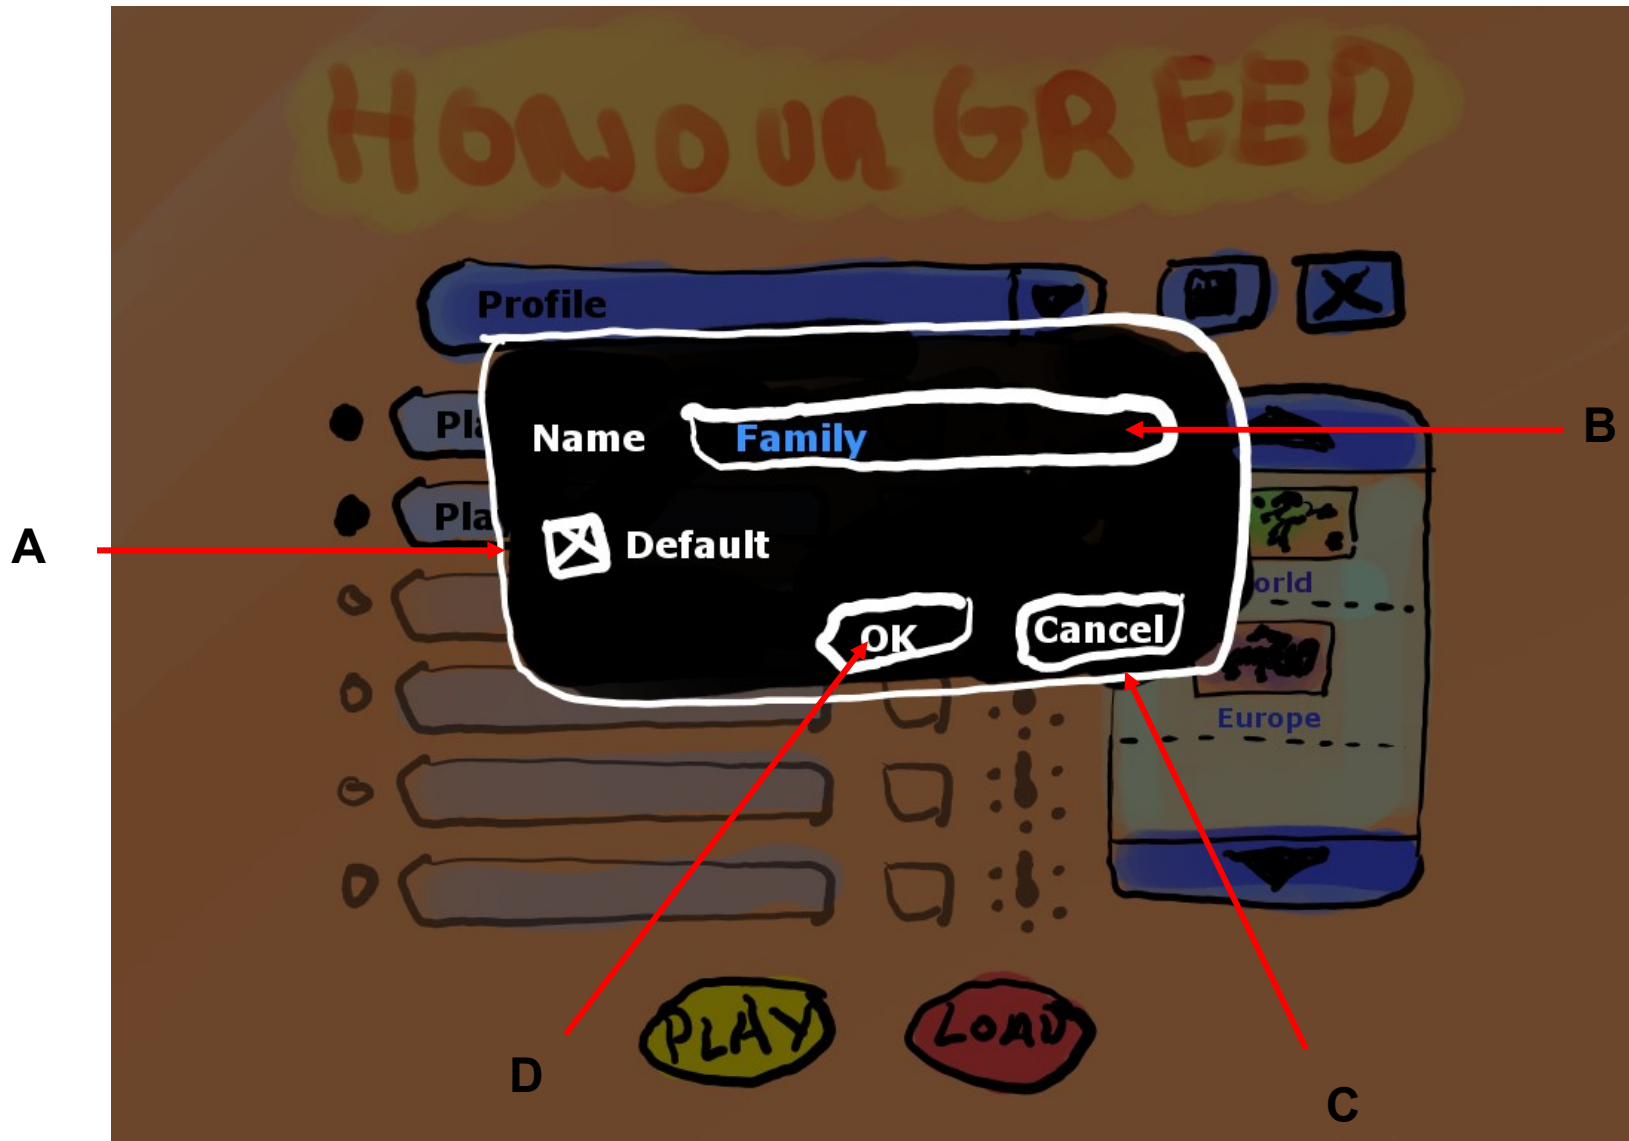 HONOUR GREED
Profile
Name Family
B
Default
A
OK Cancel
Europe
PLAY LOAD
D
C